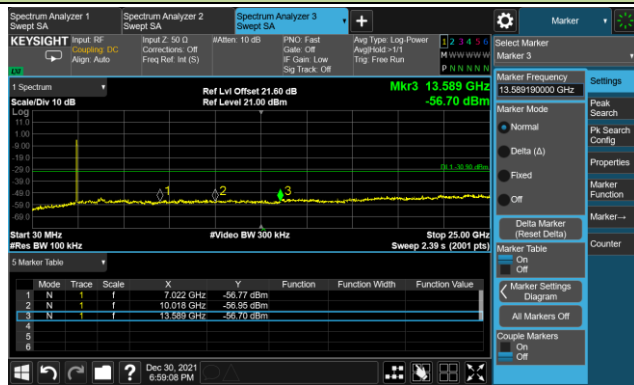 Spectrum Analyzer 1
Swept SA
Spectrum Analyzer 2
Swept SA
Spectrum Analyzer 3
Swept SA
Marker
KEYSIGHT
Input: RF
Coupling: DC
Align: Auto
Input Z: 50 Ω
Corrections: Off
Freq Ref: Int (S)
#Atten: 10 dB
PNO: Fast
Gate: Off
IF Gain: Low
Sig Track: Off
Avg Type: Log-Power
Avg|Hold:>1/1
Trig: Free Run
1 2 3 4 5 6
M W W W W W
P N N N N N
Select Marker
Marker 3
1 Spectrum
Scale/Div 10 dB
Log
Ref Lvl Offset 21.60 dB
Ref Level 21.00 dBm
Mkr3 13.589 GHz
-56.70 dBm
11.0
1.00
-9.00
-19.0
-29.0
-39.0
-49.0
-59.0
-69.0
DL1 -30.90 dBm
1
2
3
Start 30 MHz
#Res BW 100 kHz
#Video BW 300 kHz
Stop 25.00 GHz
Sweep 2.39 s (2001 pts)
5 Marker Table
Mode Trace Scale X Y Function Function Width Function Value
1 N 1 f 7.022 GHz -56.77 dBm
2 N 1 f 10.018 GHz -56.95 dBm
3 N 1 f 13.589 GHz -56.70 dBm
4
5
6
Marker Frequency
13.589190000 GHz
Marker Mode
Normal
Delta (Δ)
Fixed
Off
Delta Marker
(Reset Delta)
Marker Table
On
Off
Marker Settings
Diagram
All Markers Off
Couple Markers
On
Off
Settings
Peak
Search
Pk Search
Config
Properties
Marker
Function
Marker→
Counter
?
Dec 30, 2021
6:59:08 PM